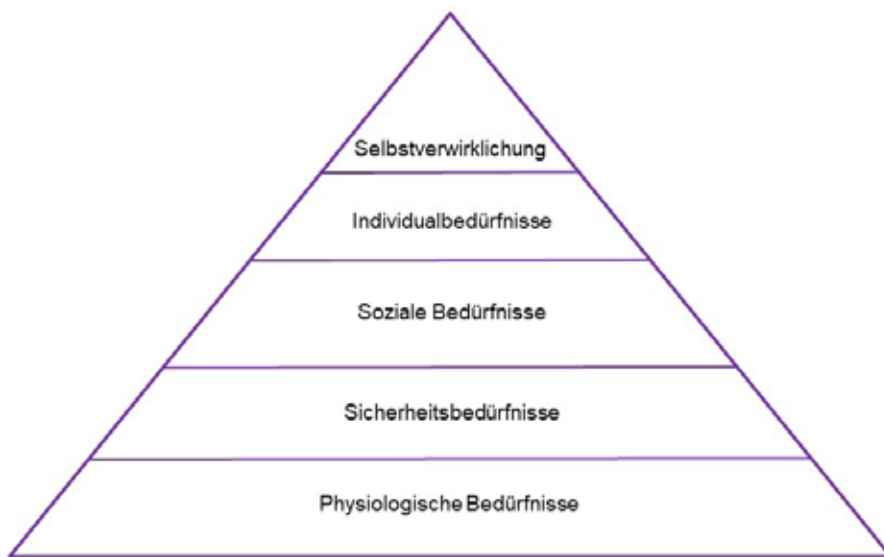 Selbstverwirklichung
Individualbedürfnisse
Soziale Bedürfnisse
Sicherheitsbedürfnisse
Physiologische Bedürfnisse